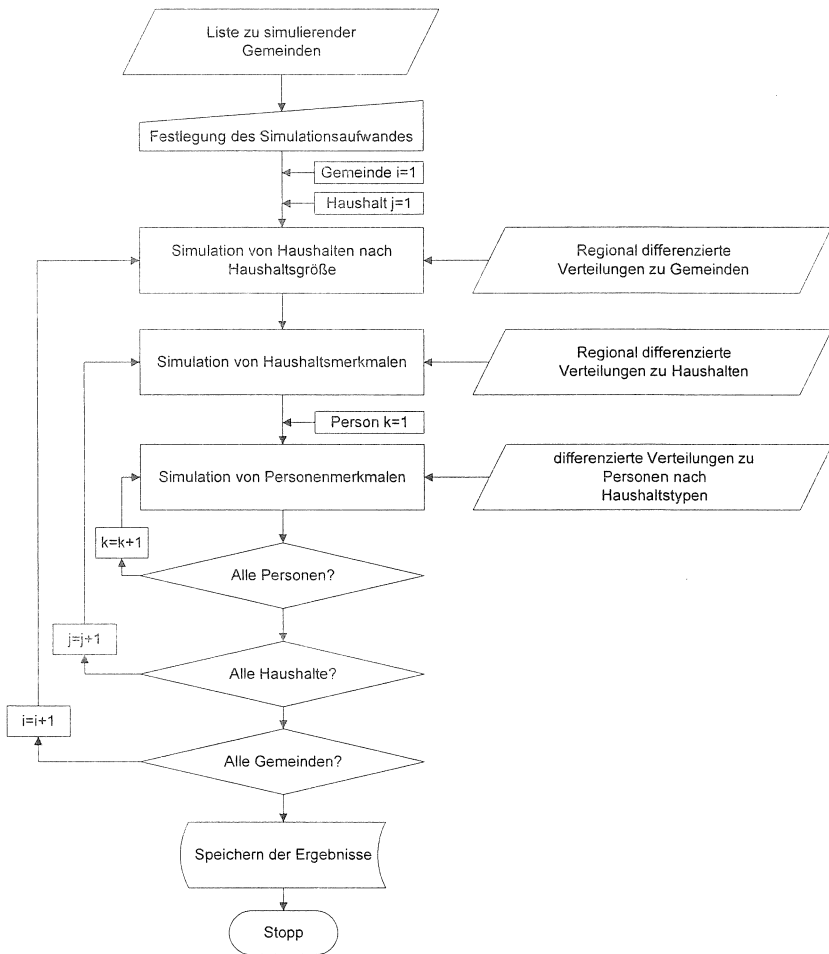 Liste zu simulierender
Gemeinden
Festlegung des Simulationsaufwandes
Gemeinde i=1
Haushalt j=1
Simulation von Haushalten nach
Haushaltsgröße
Regional differenzierte
Verteilungen zu Gemeinden
Simulation von Haushaltsmerkmalen
Regional differenzierte
Verteilungen zu Haushalten
Person k=1
Simulation von Personenmerkmalen
differenzierte Verteilungen zu
Personen nach
Haushaltstypen
k=k+1
Alle Personen?
j=j+1
Alle Haushalte?
i=i+1
Alle Gemeinden?
Speichern der Ergebnisse
Stopp